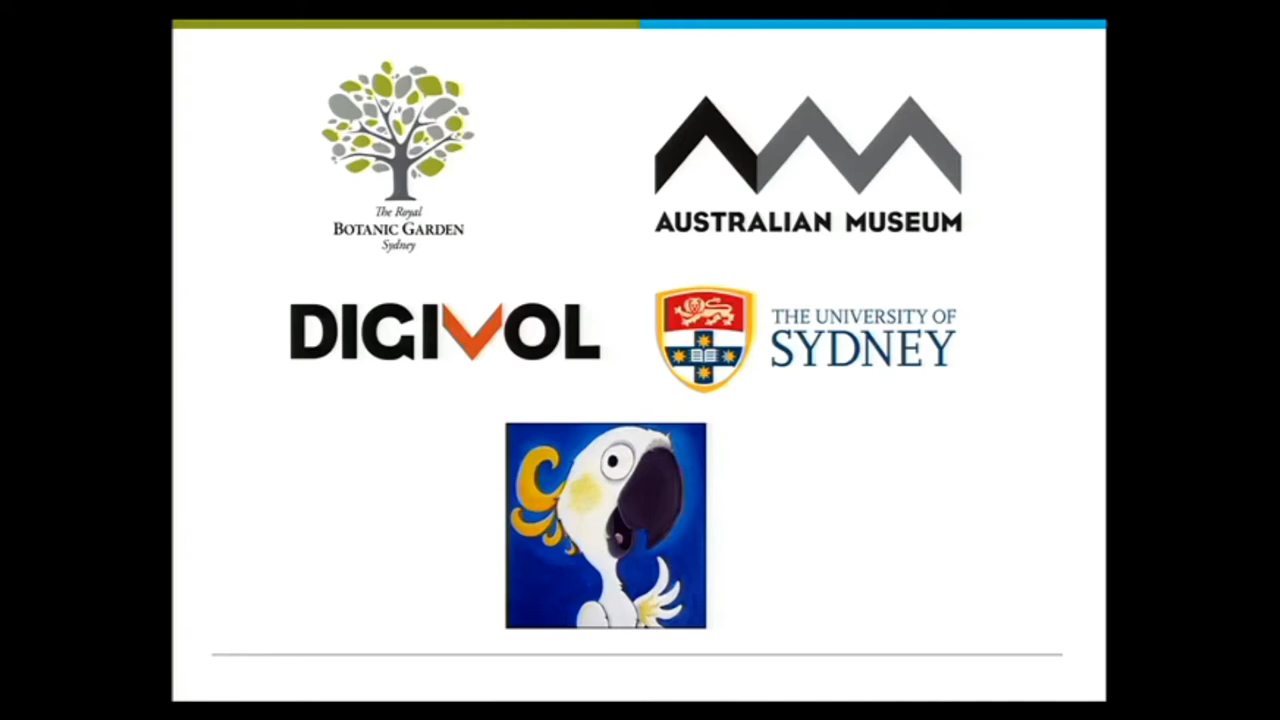 The Royal
BOTANIC GARDEN
Sydney
AUSTRALIAN MUSEUM
DIGIVOL
THE UNIVERSITY OF
SYDNEY